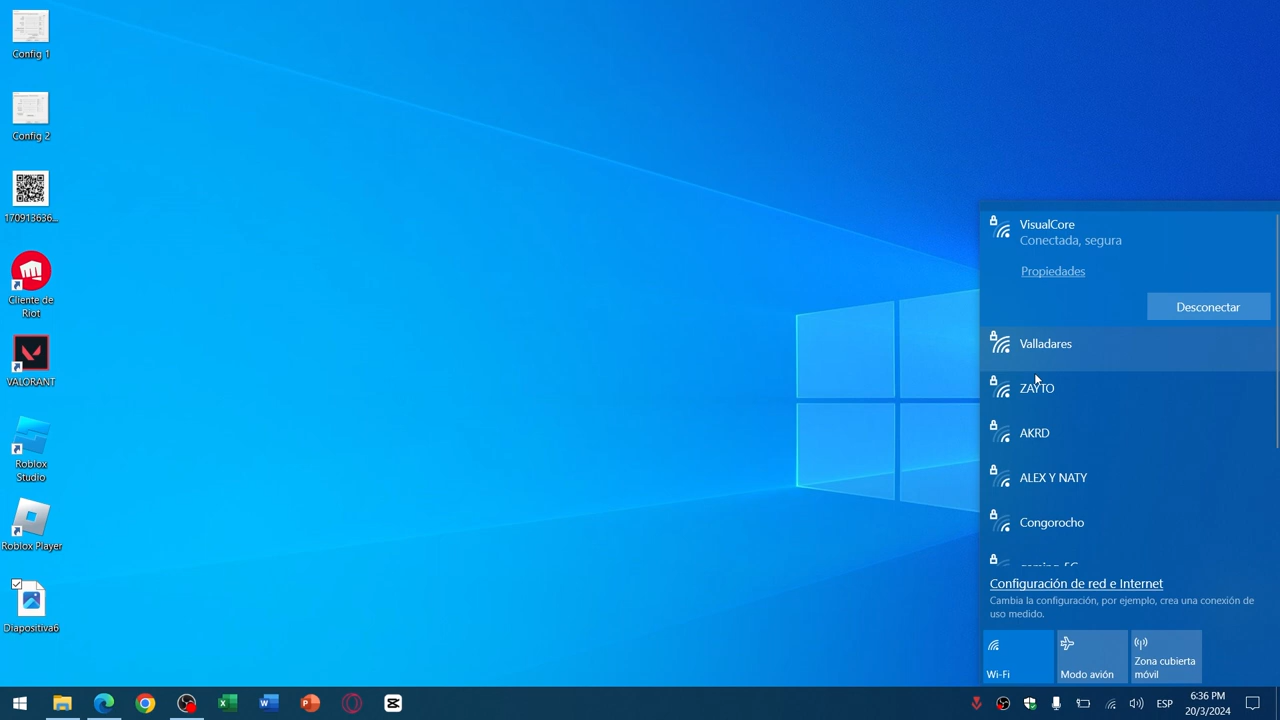 Config 1
Config 2
170913636...
Cliente de
Riot
VALORANT
Roblox
Studio
Roblox Player
Diapositiva6
VisualCore
Conectada, segura
Propiedades
Desconectar
Valladares
ZAYTO
AKRD
ALEX Y NATY
Congorocho
Configuración de red e Internet
Cambia la configuración, por ejemplo, crea una conexión de
uso medido.
Wi-Fi
Modo avión
Zona cubierta
móvil
ESP
6:36 PM
20/3/2024